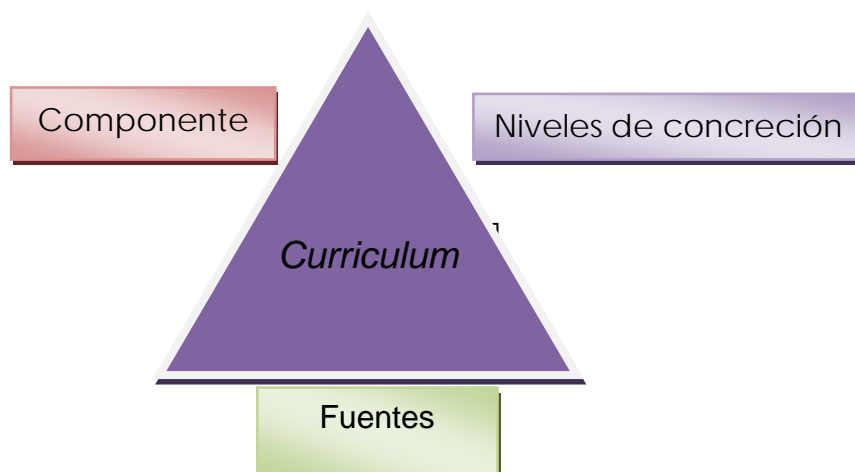 Componente
Niveles de concreción
Curriculum
Fuentes